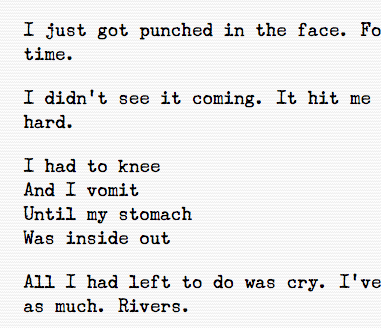 I just got punched in the face. Fo
time.
I didn't see it coming. It hit me
hard.
I had to knee
And I vomit
Until my stomach
Was inside out
All I had left to do was cry. I've
as much. Rivers.